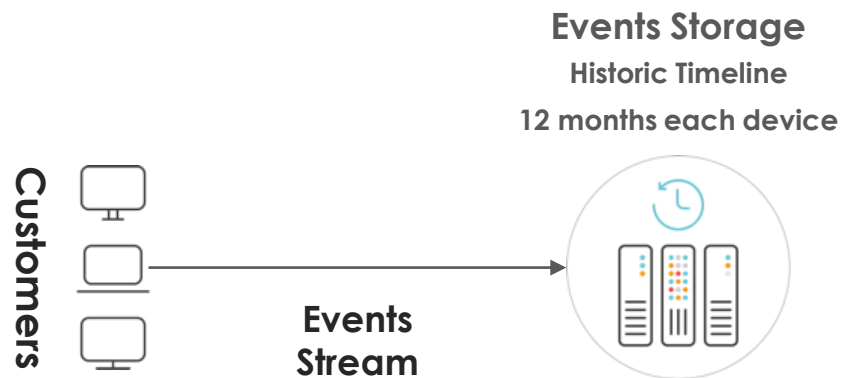 Events Storage
Historic Timeline
12 months each device
Customers
Events
Stream